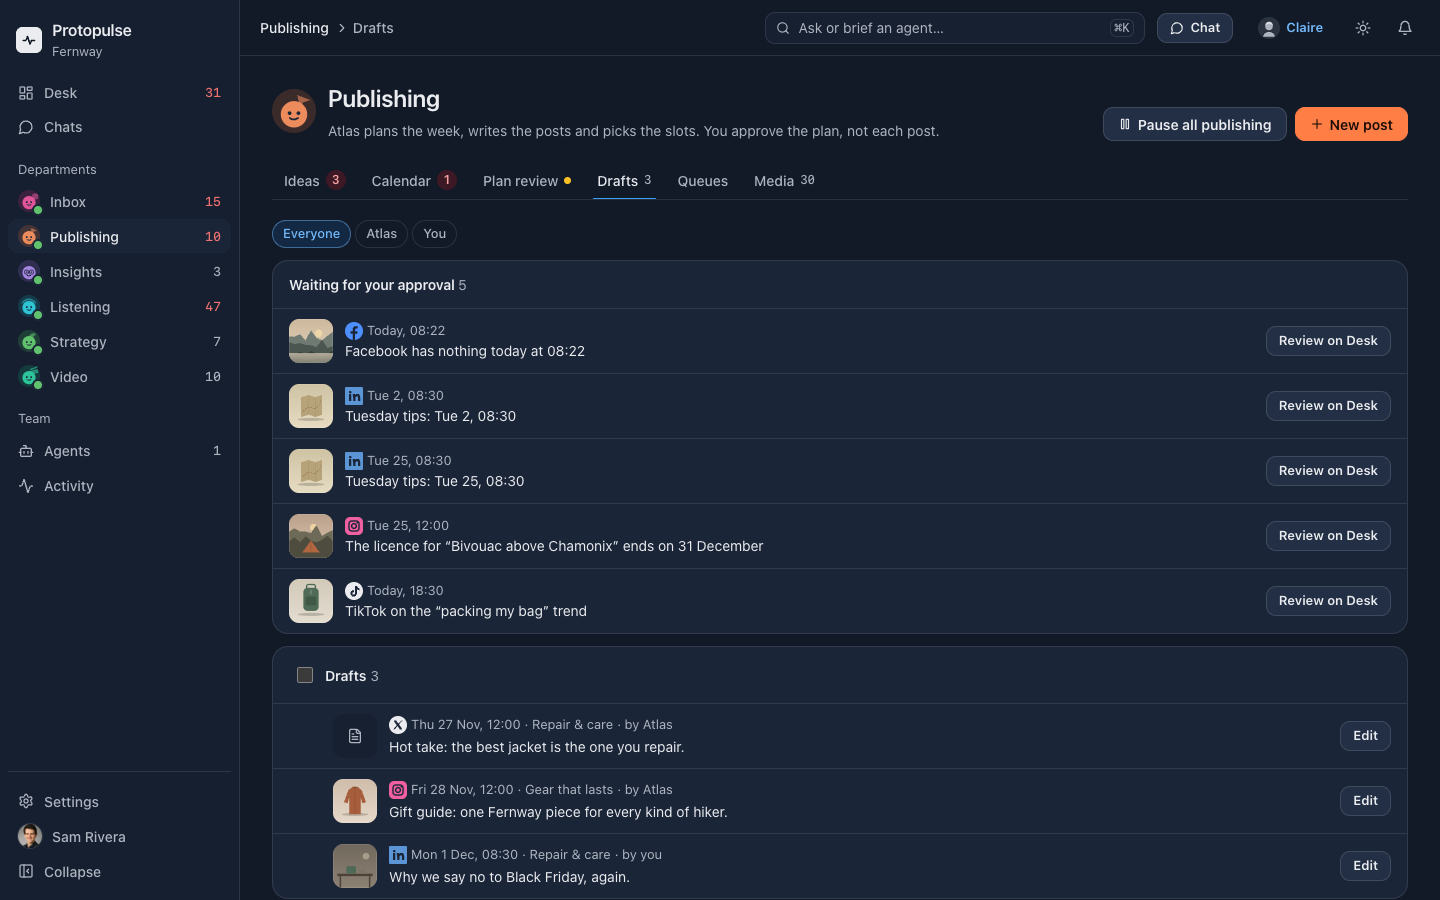 Protopulse
Fernway
Desk 31
Chats
Departments
Inbox 15
Publishing 10
Insights 3
Listening 47
Strategy 7
Video 10
Team
Agents 1
Activity
Settings
Sam Rivera
Collapse
Publishing > Drafts
Ask or brief an agent… ⌘K
Chat
Claire
Publishing
Atlas plans the week, writes the posts and picks the slots. You approve the plan, not each post.
Pause all publishing
+ New post
Ideas 3
Calendar 1
Plan review
Drafts 3
Queues
Media 30
Everyone
Atlas
You
Waiting for your approval 5
Today, 08:22
Facebook has nothing today at 08:22
Review on Desk
Tue 2, 08:30
Tuesday tips: Tue 2, 08:30
Review on Desk
Tue 25, 08:30
Tuesday tips: Tue 25, 08:30
Review on Desk
Tue 25, 12:00
The licence for “Bivouac above Chamonix” ends on 31 December
Review on Desk
Today, 18:30
TikTok on the “packing my bag” trend
Review on Desk
Drafts 3
Thu 27 Nov, 12:00 · Repair & care · by Atlas
Hot take: the best jacket is the one you repair.
Edit
Fri 28 Nov, 12:00 · Gear that lasts · by Atlas
Gift guide: one Fernway piece for every kind of hiker.
Edit
Mon 1 Dec, 08:30 · Repair & care · by you
Why we say no to Black Friday, again.
Edit